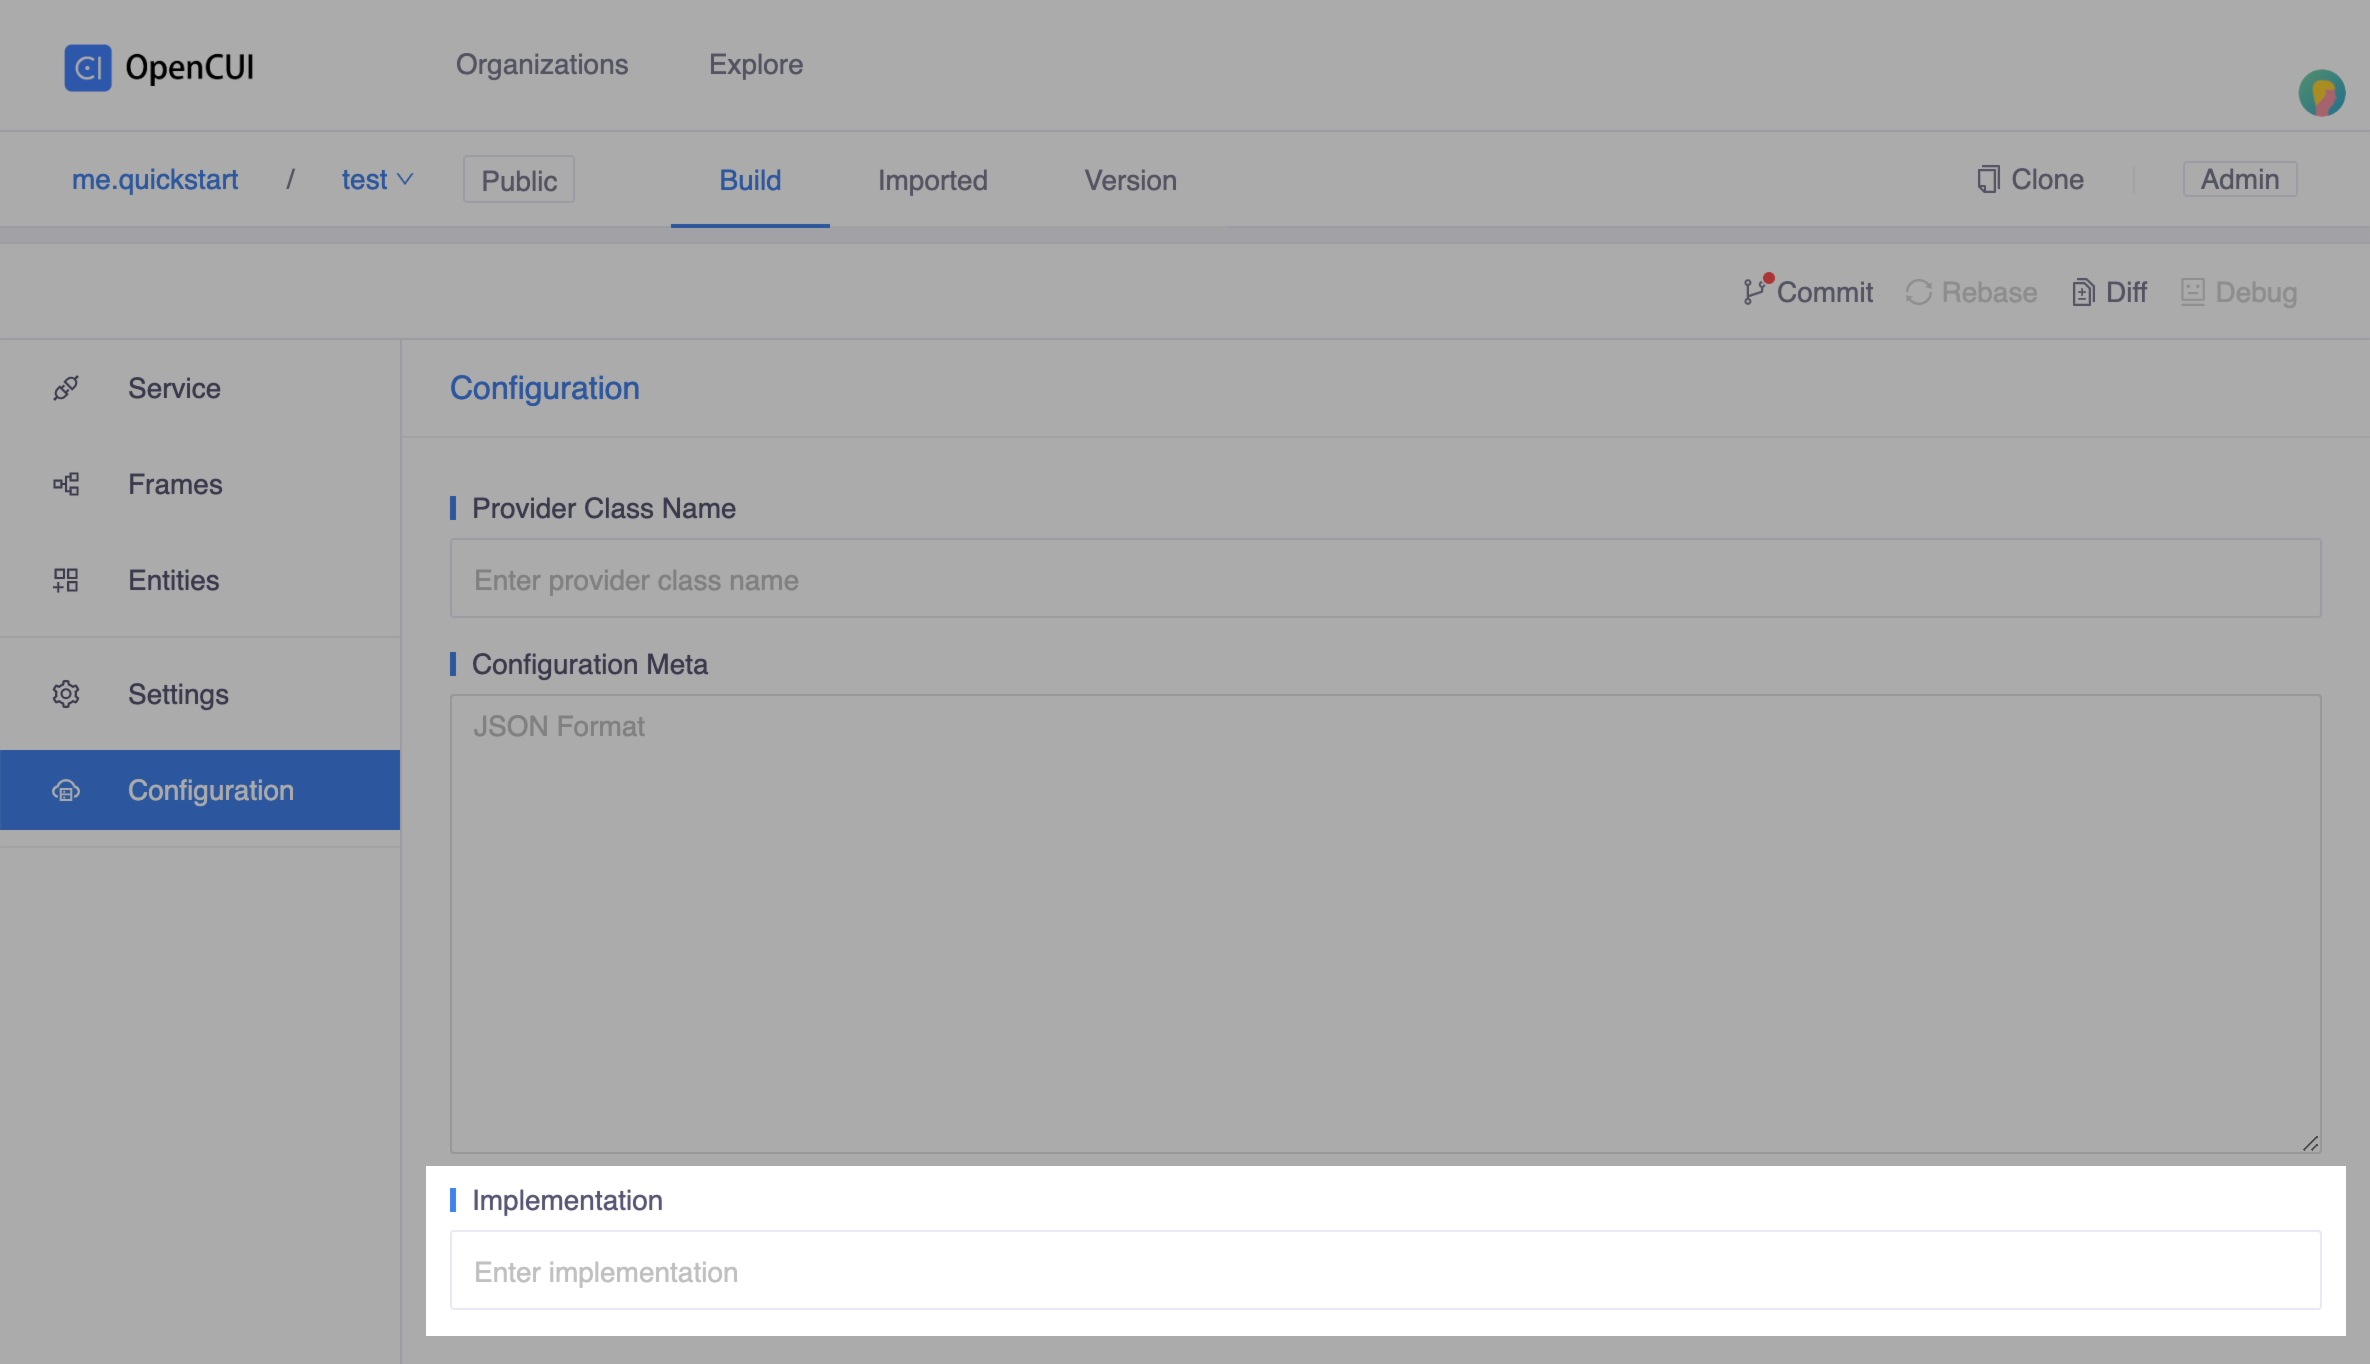 CI OpenCUI
Organizations
Explore
me.quickstart / test
Public
Build
Imported
Version
Clone
Admin
Commit
Rebase
Diff
Debug
Service
Frames
Entities
Settings
Configuration
Configuration
Provider Class Name
Enter provider class name
Configuration Meta
JSON Format
Implementation
Enter implementation